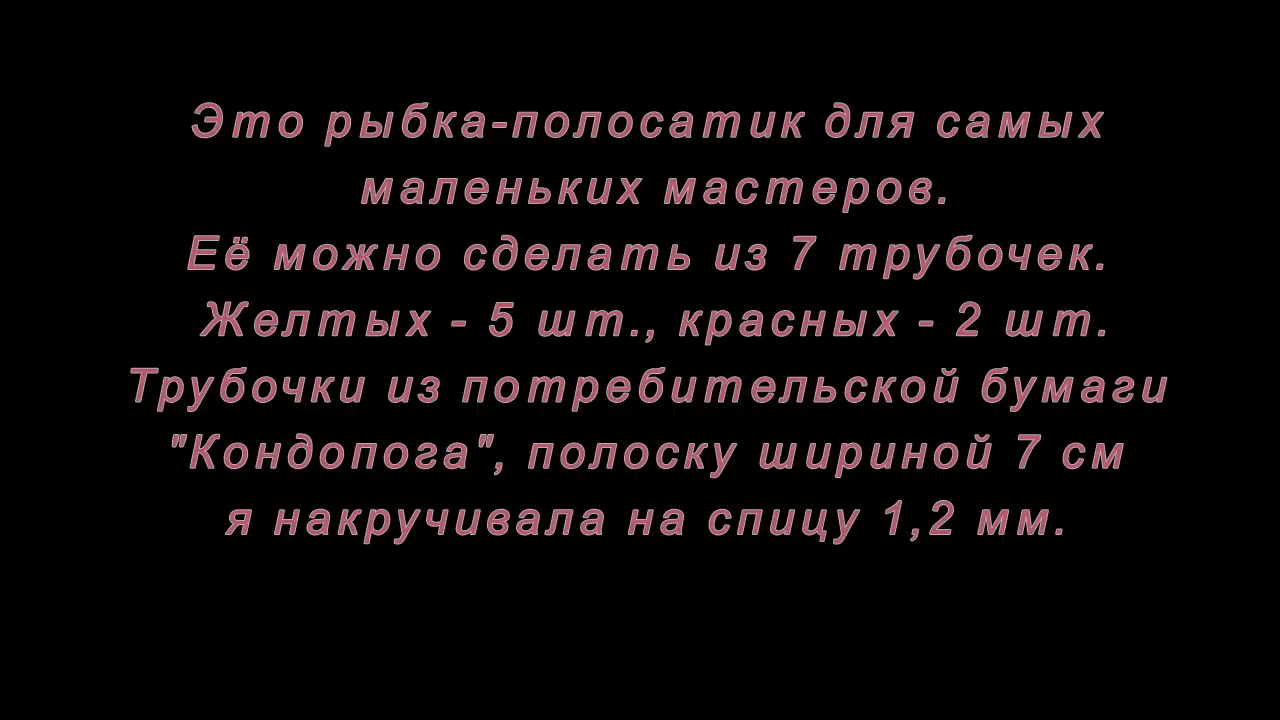 Это рыбка-полосатик для самых
маленьких мастеров.
Её можно сделать из 7 трубочек.
Желтых - 5 шт., красных - 2 шт.
Трубочки из потребительской бумаги
"Кондопога", полоску шириной 7 см
я накручивала на спицу 1,2 мм.